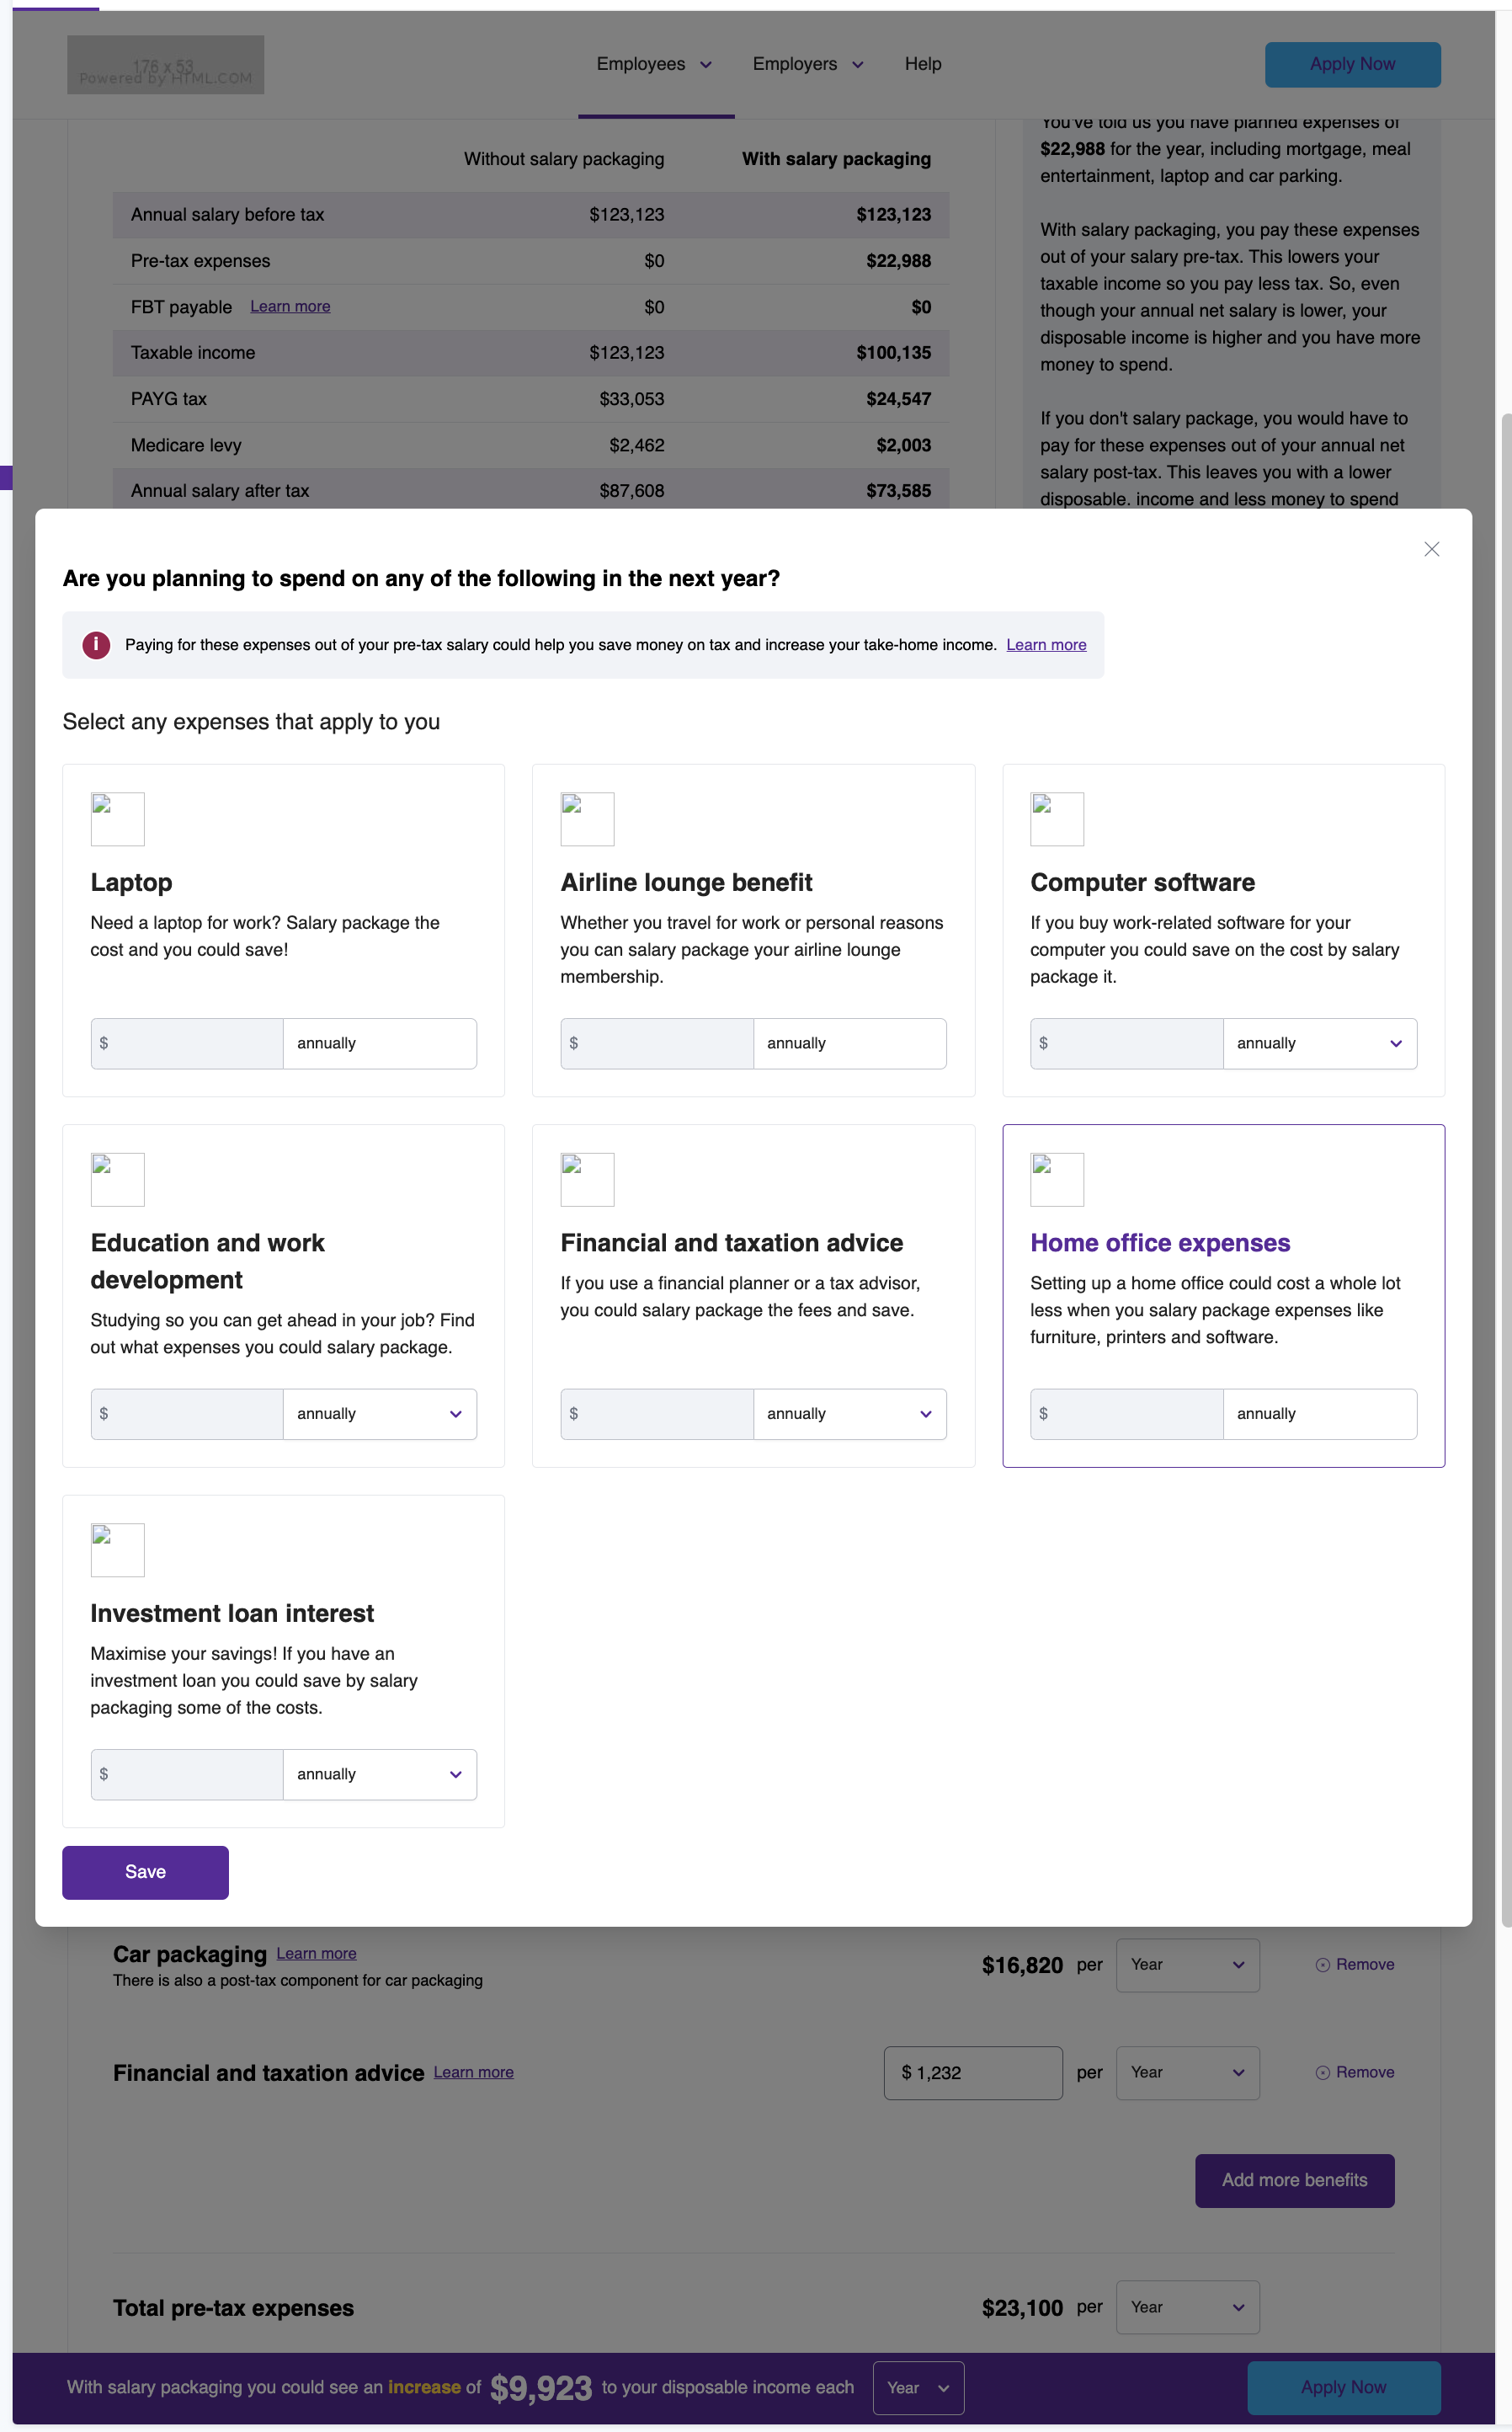 176 x 53
Powered by HTML.COM
Employees
Employers
Help
Apply Now
Without salary packaging
With salary packaging
Annual salary before tax
$123,123
$123,123
Pre-tax expenses
$0
$22,988
FBT payable Learn more
$0
$0
Taxable income
$123,123
$100,135
PAYG tax
$33,053
$24,547
Medicare levy
$2,462
$2,003
Annual salary after tax
$87,608
$73,585
You've told us you have planned expenses of
$22,988 for the year, including mortgage, meal
entertainment, laptop and car parking.
With salary packaging, you pay these expenses
out of your salary pre-tax. This lowers your
taxable income so you pay less tax. So, even
though your annual net salary is lower, your
disposable income is higher and you have more
money to spend.
If you don't salary package, you would have to
pay for these expenses out of your annual net
salary post-tax. This leaves you with a lower
disposable. income and less money to spend
Are you planning to spend on any of the following in the next year?
i Paying for these expenses out of your pre-tax salary could help you save money on tax and increase your take-home income. Learn more
Select any expenses that apply to you
Laptop
Need a laptop for work? Salary package the
cost and you could save!
$ annually
Airline lounge benefit
Whether you travel for work or personal reasons
you can salary package your airline lounge
membership.
$ annually
Computer software
If you buy work-related software for your
computer you could save on the cost by salary
package it.
$ annually
Education and work
development
Studying so you can get ahead in your job? Find
out what expenses you could salary package.
$ annually
Financial and taxation advice
If you use a financial planner or a tax advisor,
you could salary package the fees and save.
$ annually
Home office expenses
Setting up a home office could cost a whole lot
less when you salary package expenses like
furniture, printers and software.
$ annually
Investment loan interest
Maximise your savings! If you have an
investment loan you could save by salary
packaging some of the costs.
$ annually
Save
Car packaging Learn more
There is also a post-tax component for car packaging
$16,820 per Year
Remove
Financial and taxation advice Learn more
$ 1,232 per Year
Remove
Add more benefits
Total pre-tax expenses
$23,100 per Year
With salary packaging you could see an increase of $9,923 to your disposable income each Year
Apply Now